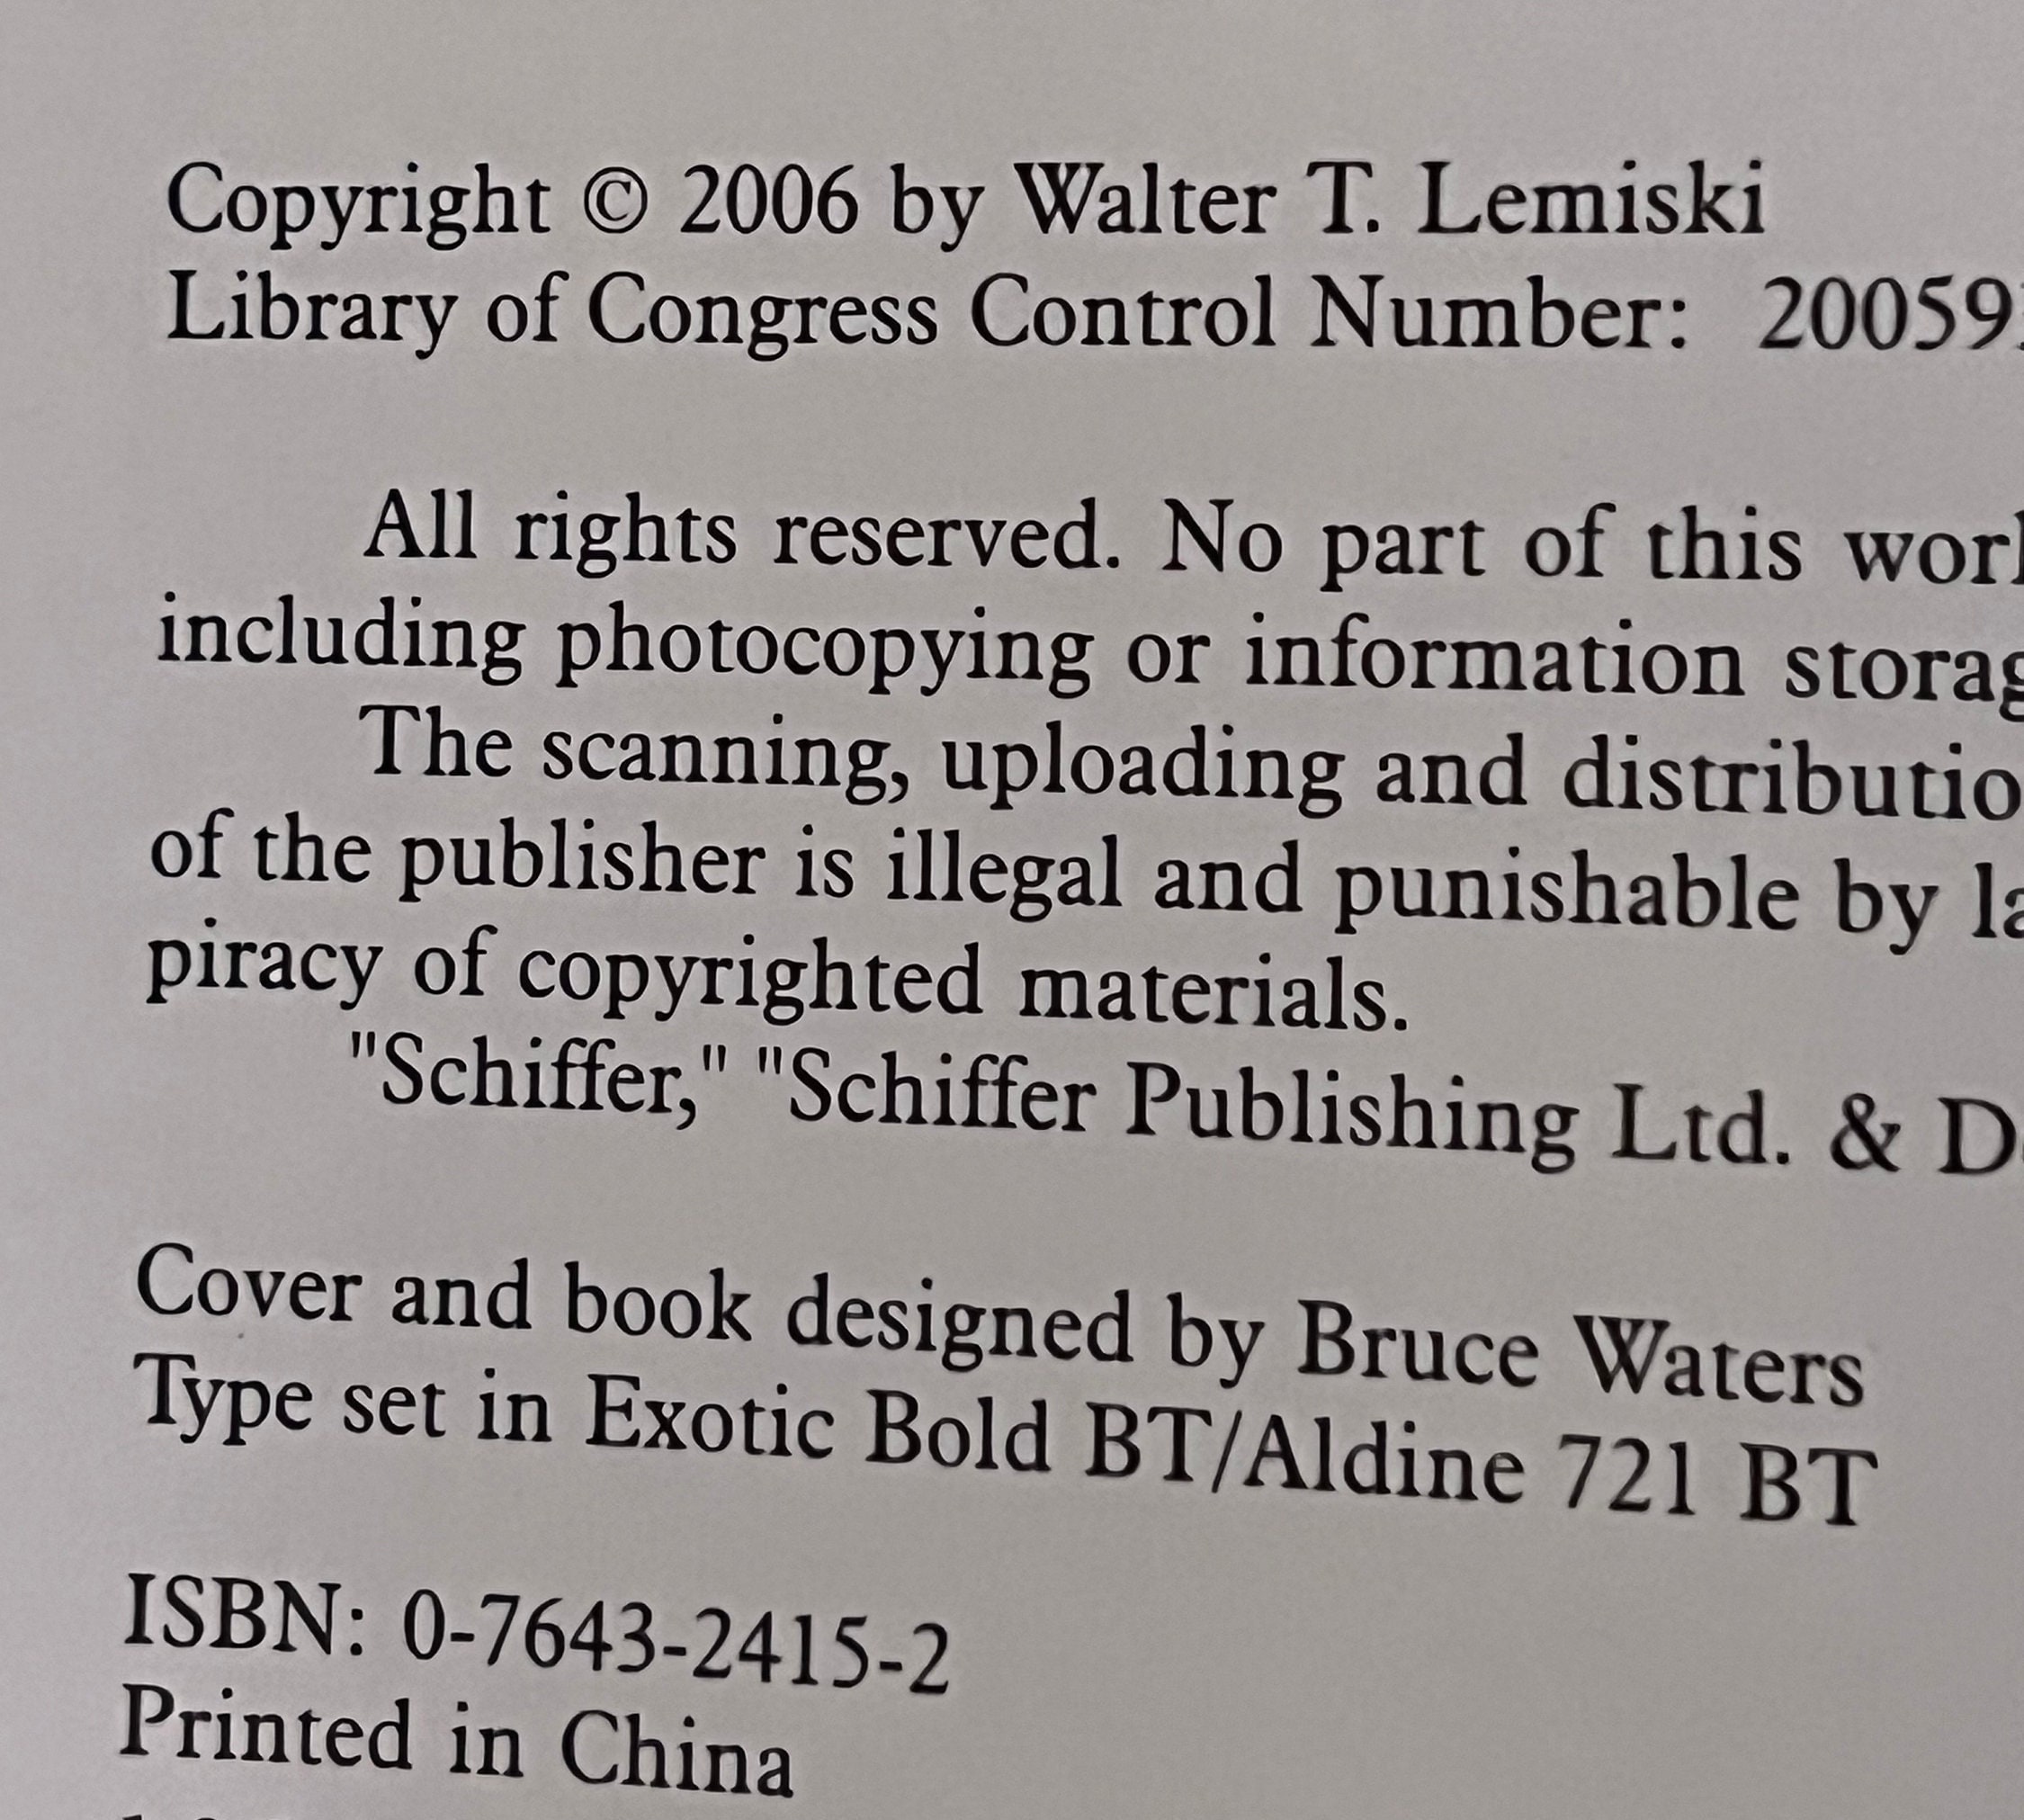 Copyright © 2006 by Walter T. Lemiski
Library of Congress Control Number: 20059
All rights reserved. No part of this
including photocopying or information
The scanning, uploading and
of the publisher is illegal and punishable by
piracy of copyrighted materials.
"Schiffer," "Schiffer Publishing Ltd. & D
Cover and book designed by Bruce Waters
Type set in Exotic Bold BT/Aldine 721 BT
ISBN: 0-7643-2415-2
Printed in China